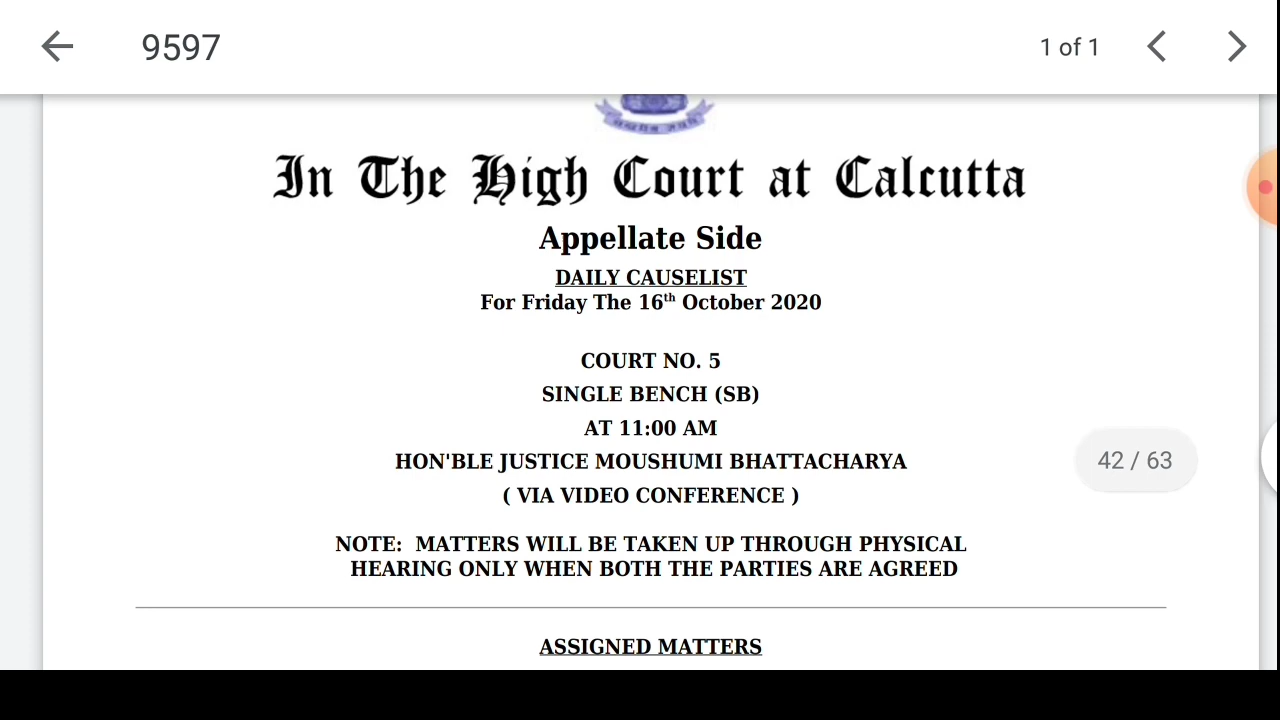 9597
1 of 1
In The High Court at Calcutta
Appellate Side
DAILY CAUSELIST
For Friday The 16th October 2020
COURT NO. 5
SINGLE BENCH (SB)
AT 11:00 AM
HON'BLE JUSTICE MOUSHUMI BHATTACHARYA
42 / 63
( VIA VIDEO CONFERENCE )
NOTE: MATTERS WILL BE TAKEN UP THROUGH PHYSICAL
HEARING ONLY WHEN BOTH THE PARTIES ARE AGREED
ASSIGNED MATTERS